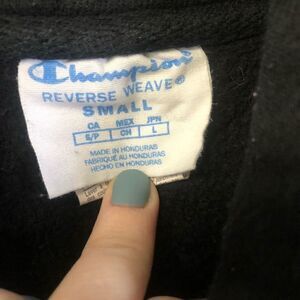 Champion
REVERSE WEAVE®
SMALL
CA MEX JPN
S/P CH L
MADE IN HONDURAS
FABRIQUÉ AU HONDURAS
HECHO EN HONDURAS